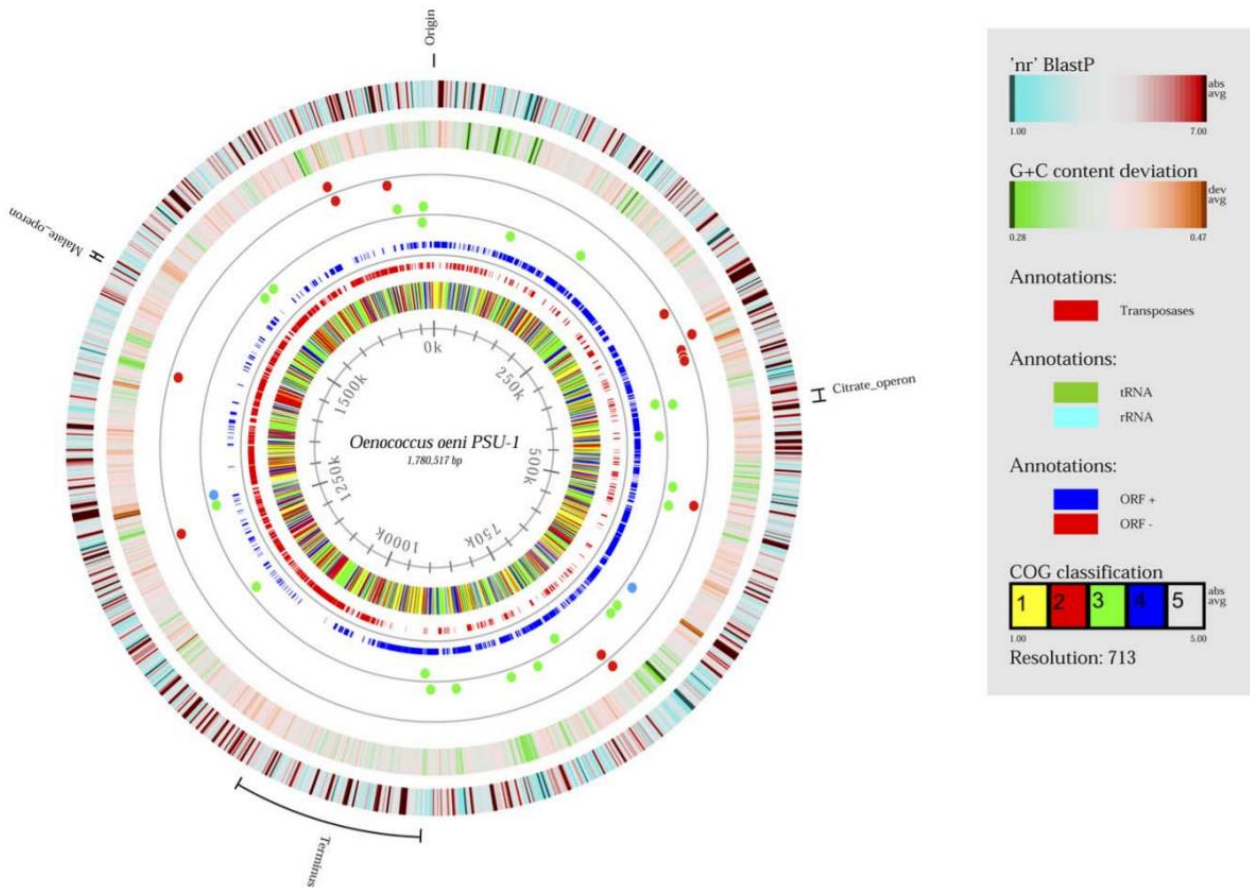 Origin
Malate_operon
Citrate_operon
Terminus
0k
250k
500k
750k
1000k
1250k
1500k
Oenococcus oeni PSU-1
1,780,517 bp
'nr' BlastP
abs
avg
1.00 7.00
G+C content deviation
dev
avg
0.28 0.47
Annotations:
Transposases
Annotations:
tRNA
rRNA
Annotations:
ORF +
ORF -
COG classification
1 2 3 4 5
abs
avg
1.00 5.00
Resolution: 713